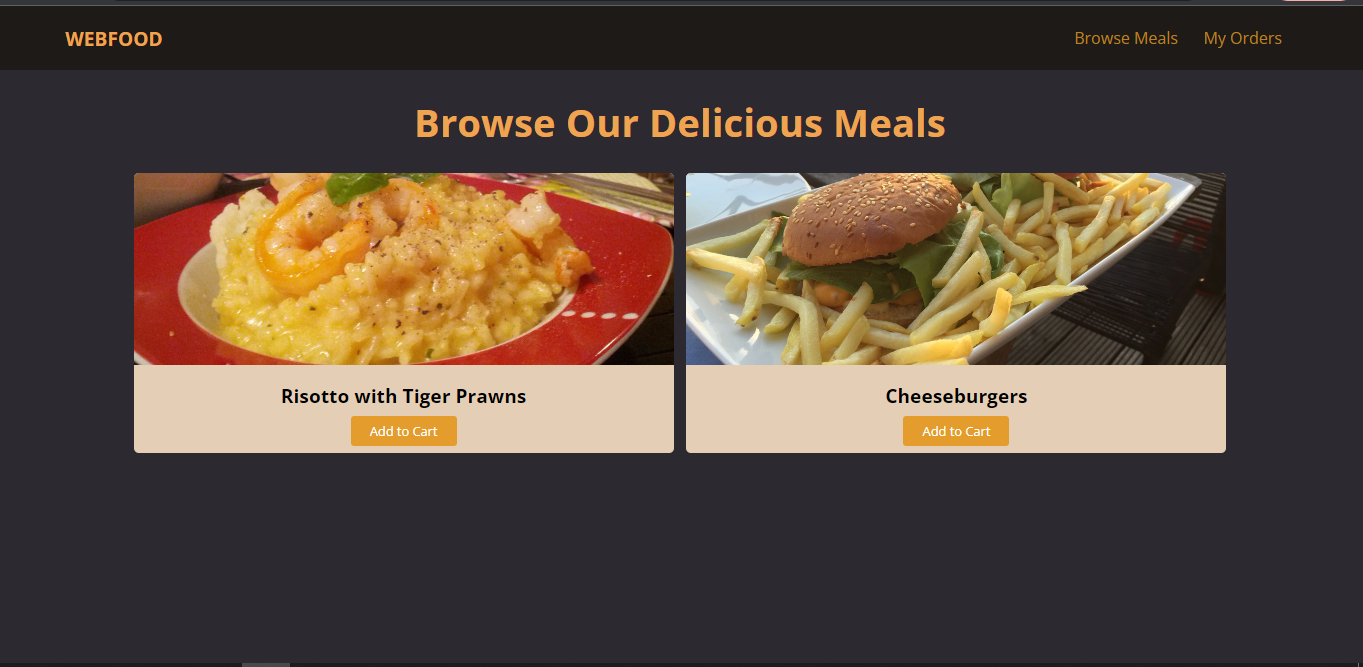 WEBFOOD
Browse Meals
My Orders
Browse Our Delicious Meals
Risotto with Tiger Prawns
Add to Cart
Cheeseburgers
Add to Cart